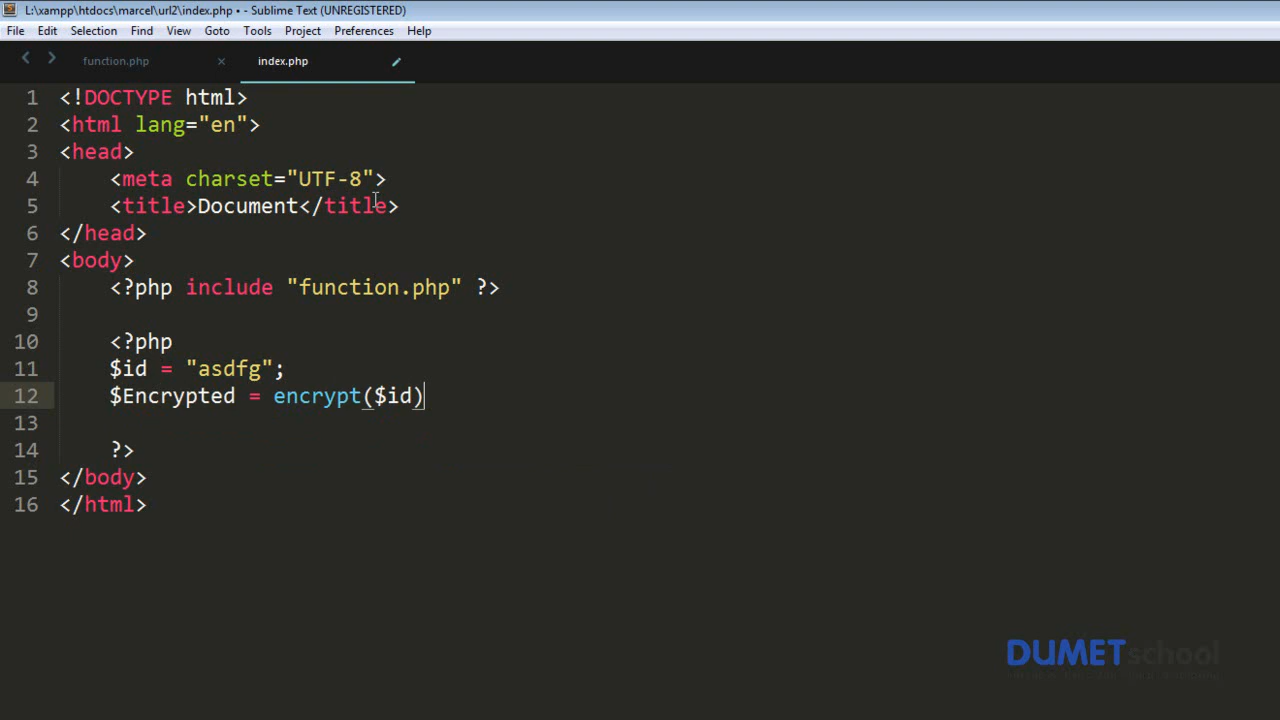 L:\xampp\htdocs\marcel\url2\index.php • - Sublime Text (UNREGISTERED)
File Edit Selection Find View Goto Tools Project Preferences Help
function.php × index.php
1 <!DOCTYPE html>
2 <html lang="en">
3 <head>
4 <meta charset="UTF-8">
5 <title>Document</title>
6 </head>
7 <body>
8 <?php include "function.php" ?>
9
10 <?php
11 $id = "asdfg";
12 $Encrypted = encrypt($id)
13
14 ?>
15 </body>
16 </html>
DUMETschool